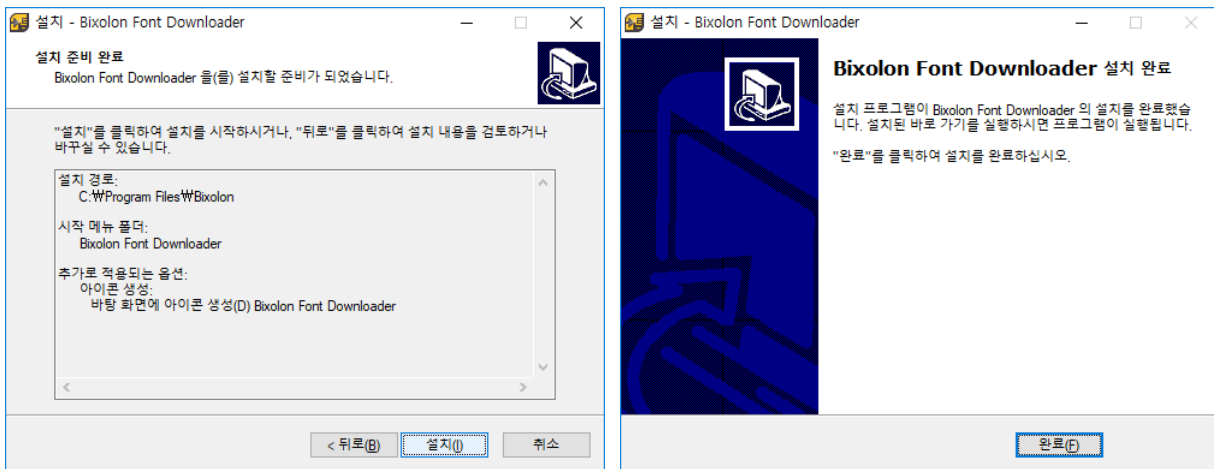 설치 - Bixolon Font Downloader
설치 준비 완료
Bixolon Font Downloader 을(를) 설치할 준비가 되었습니다.
"설치"를 클릭하여 설치를 시작하시거나, "뒤로"를 클릭하여 설치 내용을 검토하거나
바꾸실 수 있습니다.
설치 경로:
C:₩Program Files₩Bixolon
시작 메뉴 폴더:
Bixolon Font Downloader
추가로 적용되는 옵션:
아이콘 생성:
바탕 화면에 아이콘 생성(D) Bixolon Font Downloader
< 뒤로(B)
설치(I)
취소
설치 - Bixolon Font Downloader
Bixolon Font Downloader 설치 완료
설치 프로그램이 Bixolon Font Downloader 의 설치를 완료했습
니다. 설치된 바로 가기를 실행하시면 프로그램이 실행됩니다.
"완료"를 클릭하여 설치를 완료하십시오.
완료(F)